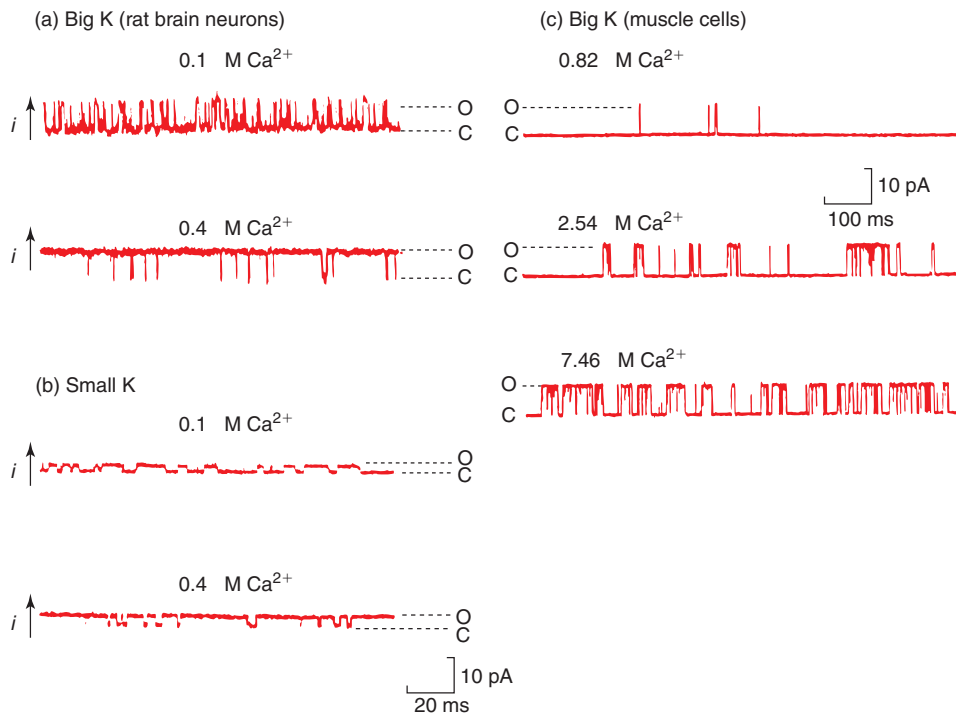 (a) Big K (rat brain neurons)
0.1 M Ca²⁺
i
O
C
0.4 M Ca²⁺
i
O
C
(b) Small K
0.1 M Ca²⁺
i
O
C
0.4 M Ca²⁺
i
O
C
10 pA
20 ms
(c) Big K (muscle cells)
0.82 M Ca²⁺
O
C
10 pA
100 ms
2.54 M Ca²⁺
O
C
7.46 M Ca²⁺
O
C